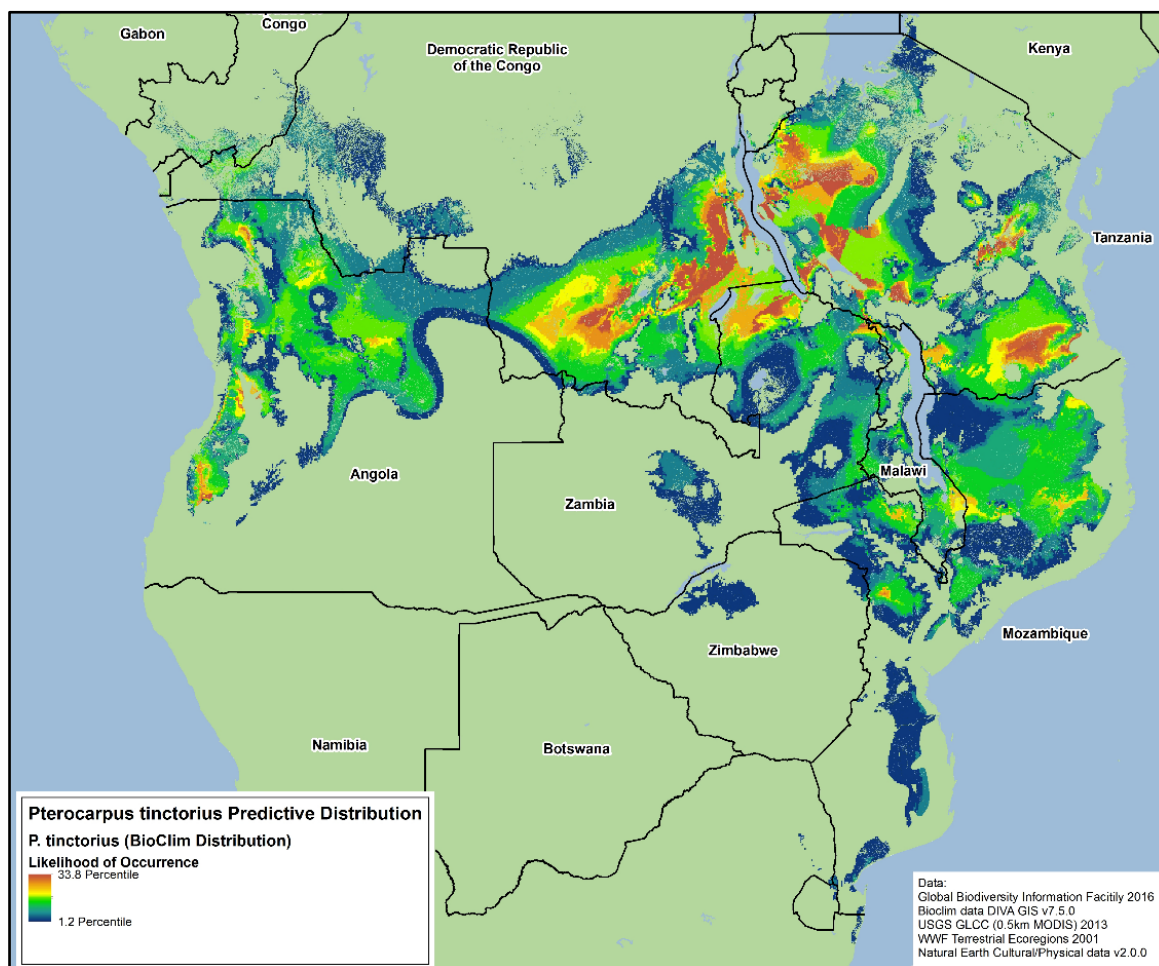 Gabon
Congo
Democratic Republic
of the Congo
Kenya
Tanzania
Angola
Zambia
Malawi
Mozambique
Zimbabwe
Namibia
Botswana
Pterocarpus tinctorius Predictive Distribution
P. tinctorius (BioClim Distribution)
Likelihood of Occurrence
33.8 Percentile
1.2 Percentile
Data:
Global Biodiversity Information Facitily 2016
Bioclim data DIVA GIS v7.5.0
USGS GLCC (0.5km MODIS) 2013
WWF Terrestrial Ecoregions 2001
Natural Earth Cultural/Physical data v2.0.0